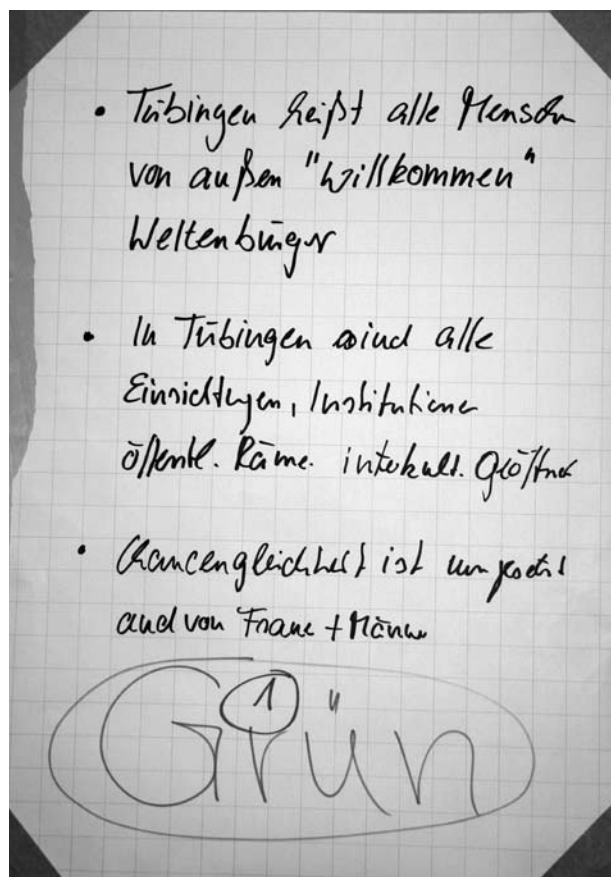 • Tübingen heißt alle Menschen
von außen "Willkommen"
Weltenbürger
• In Tübingen sind alle
Einrichtungen, Institutionen
öffentl. Räume. interkult. geöffnet
• Chancengleichheit ist umgesetzt
auch von Frauen + Männer
1
Grün